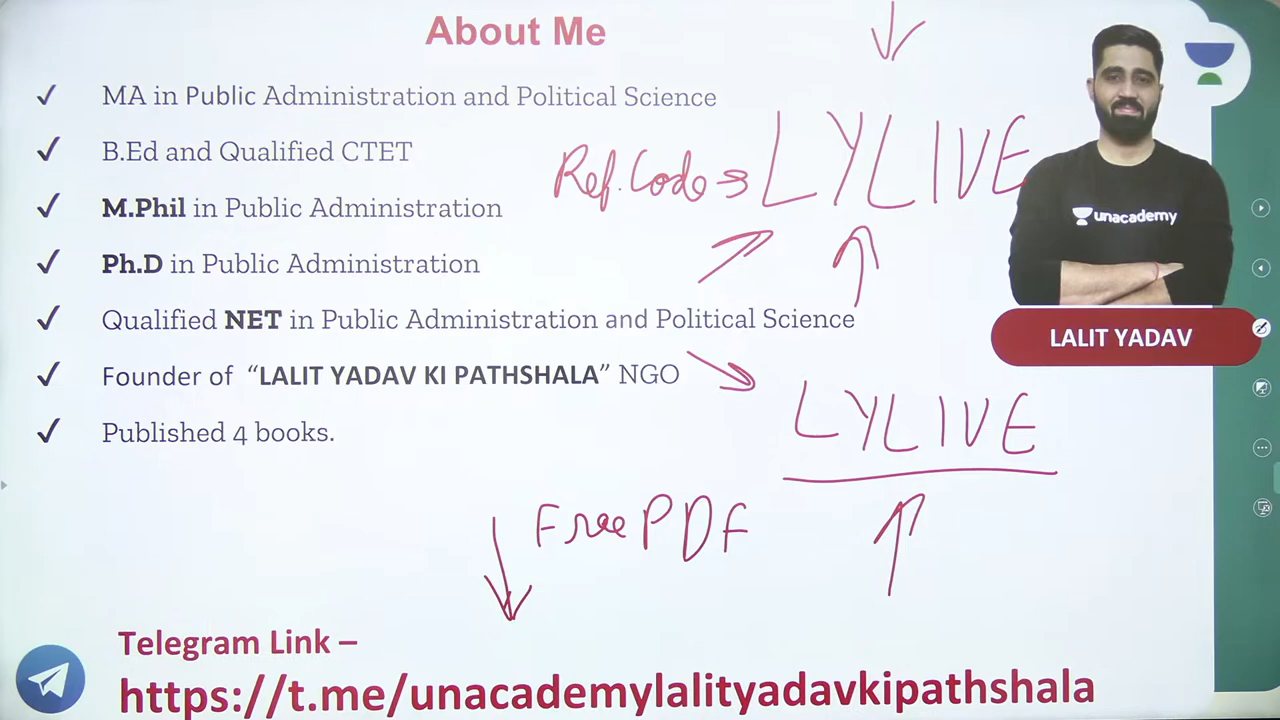 About Me
✓ MA in Public Administration and Political Science
✓ B.Ed and Qualified CTET
Ref. Code → LYLIVE
✓ M.Phil in Public Administration
✓ Ph.D in Public Administration
✓ Qualified NET in Public Administration and Political Science
✓ Founder of “LALIT YADAV KI PATHSHALA” NGO
✓ Published 4 books.
unacademy
LALIT YADAV
LYLIVE
Free PDF
Telegram Link –
https://t.me/unacademylalityadavkipathshala